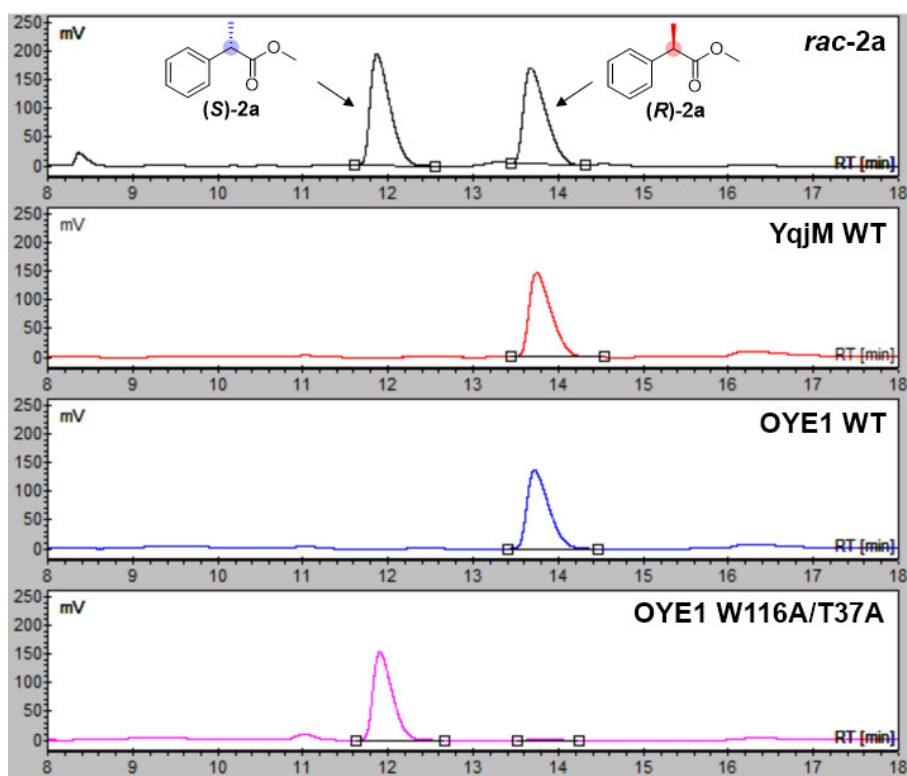 250 mV rac-2a
200
150
100
50
0 RT [min]
O
O
(S)-2a
O
O
(R)-2a
8 9 10 11 12 13 14 15 16 17 18
250 mV YqjM WT
200
150
100
50
0 RT [min]
8 9 10 11 12 13 14 15 16 17 18
250 mV OYE1 WT
200
150
100
50
0 RT [min]
8 9 10 11 12 13 14 15 16 17 18
250 mV OYE1 W116A/T37A
200
150
100
50
0 RT [min]
8 9 10 11 12 13 14 15 16 17 18